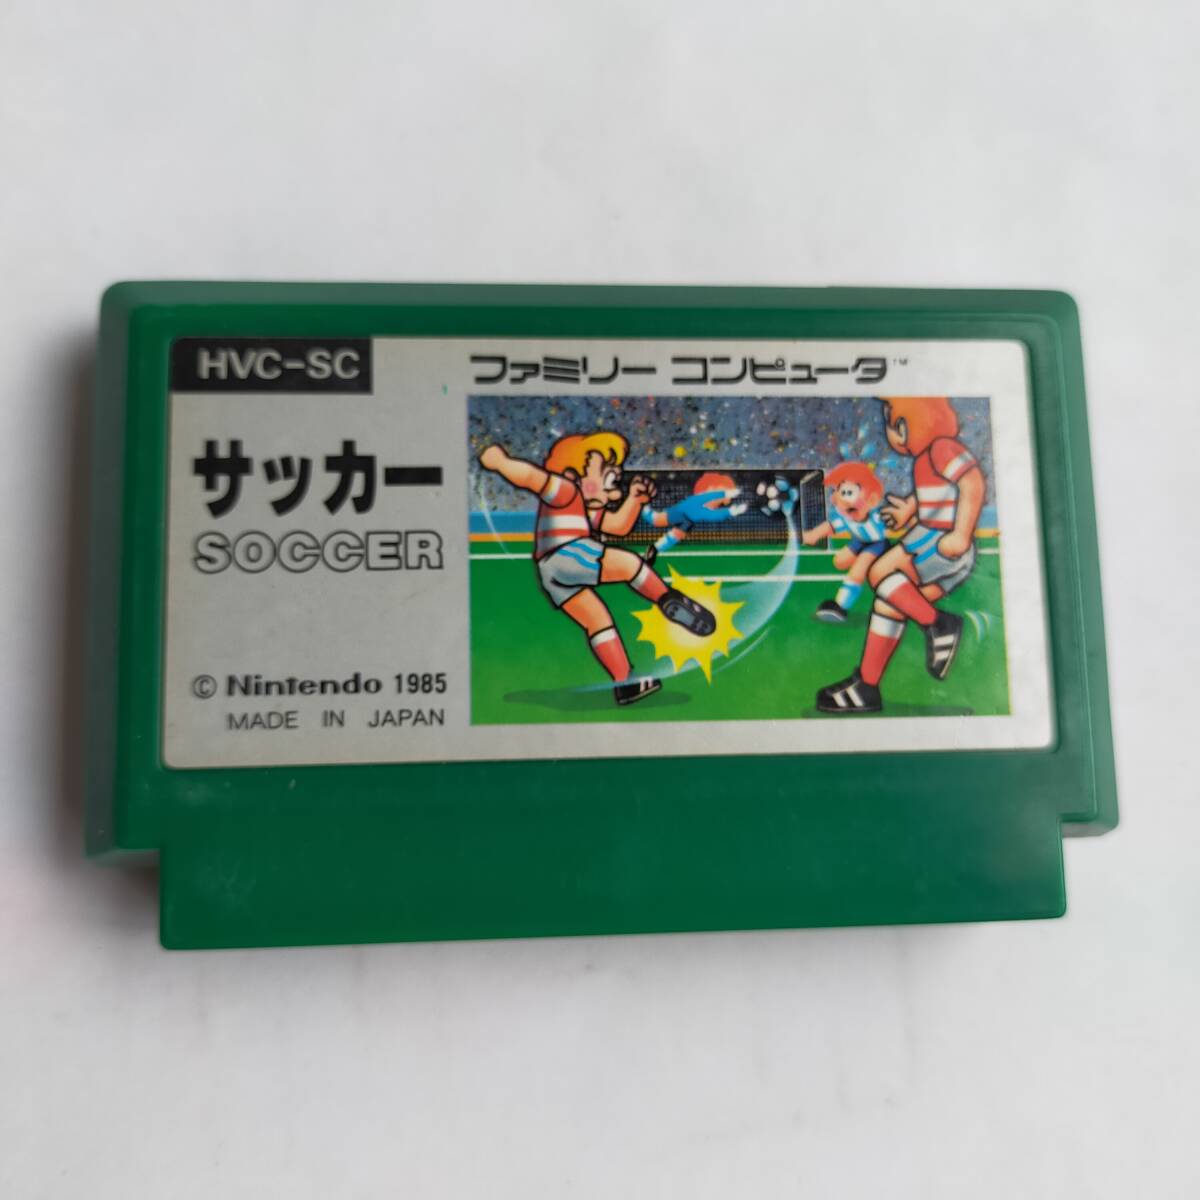 HVC-SC
ファミリー コンピュータ™
サッカー
SOCCER
© Nintendo 1985
MADE IN JAPAN